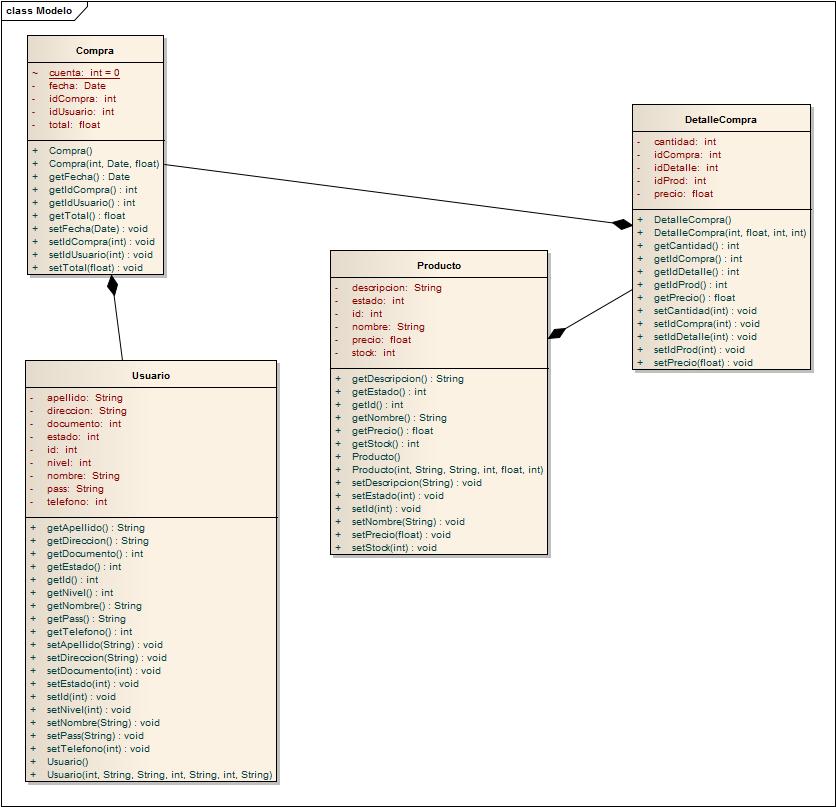 class Modelo
Compra
~ cuenta: int = 0
- fecha: Date
- idCompra: int
- idUsuario: int
- total: float
+ Compra()
+ Compra(int, Date, float)
+ getFecha() : Date
+ getIdCompra() : int
+ getIdUsuario() : int
+ getTotal() : float
+ setFecha(Date) : void
+ setIdCompra(int) : void
+ setIdUsuario(int) : void
+ setTotal(float) : void
DetalleCompra
- cantidad: int
- idCompra: int
- idDetalle: int
- idProd: int
- precio: float
+ DetalleCompra()
+ DetalleCompra(int, float, int, int)
+ getCantidad() : int
+ getIdCompra() : int
+ getIdDetalle() : int
+ getIdProd() : int
+ getPrecio() : float
+ setCantidad(int) : void
+ setIdCompra(int) : void
+ setIdDetalle(int) : void
+ setIdProd(int) : void
+ setPrecio(float) : void
Producto
- descripcion: String
- estado: int
- id: int
- nombre: String
- precio: float
- stock: int
+ getDescripcion() : String
+ getEstado() : int
+ getId() : int
+ getNombre() : String
+ getPrecio() : float
+ getStock() : int
+ Producto()
+ Producto(int, String, String, int, float, int)
+ setDescripcion(String) : void
+ setEstado(int) : void
+ setId(int) : void
+ setNombre(String) : void
+ setPrecio(float) : void
+ setStock(int) : void
Usuario
- apellido: String
- direccion: String
- documento: int
- estado: int
- id: int
- nivel: int
- nombre: String
- pass: String
- telefono: int
+ getApellido() : String
+ getDireccion() : String
+ getDocumento() : int
+ getEstado() : int
+ getId() : int
+ getNivel() : int
+ getNombre() : String
+ getPass() : String
+ getTelefono() : int
+ setApellido(String) : void
+ setDireccion(String) : void
+ setDocumento(int) : void
+ setEstado(int) : void
+ setId(int) : void
+ setNivel(int) : void
+ setNombre(String) : void
+ setPass(String) : void
+ setTelefono(int) : void
+ Usuario()
+ Usuario(int, String, String, int, String, int, String)